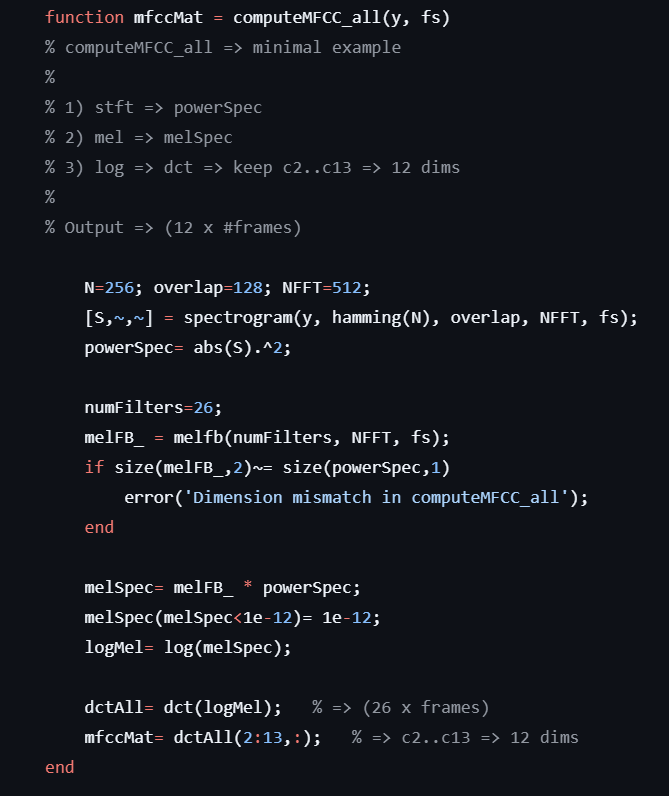 function mfccMat = computeMFCC_all(y, fs)
% computeMFCC_all => minimal example
%
% 1) stft => powerSpec
% 2) mel => melSpec
% 3) log => dct => keep c2..c13 => 12 dims
%
% Output => (12 x #frames)
N=256; overlap=128; NFFT=512;
[S,~,~] = spectrogram(y, hamming(N), overlap, NFFT, fs);
powerSpec= abs(S).^2;
numFilters=26;
melFB_ = melfb(numFilters, NFFT, fs);
if size(melFB_,2)~= size(powerSpec,1)
error('Dimension mismatch in computeMFCC_all');
end
melSpec= melFB_ * powerSpec;
melSpec(melSpec<1e-12)= 1e-12;
logMel= log(melSpec);
dctAll= dct(logMel);   % => (26 x frames)
mfccMat= dctAll(2:13,:);   % => c2..c13 => 12 dims
end